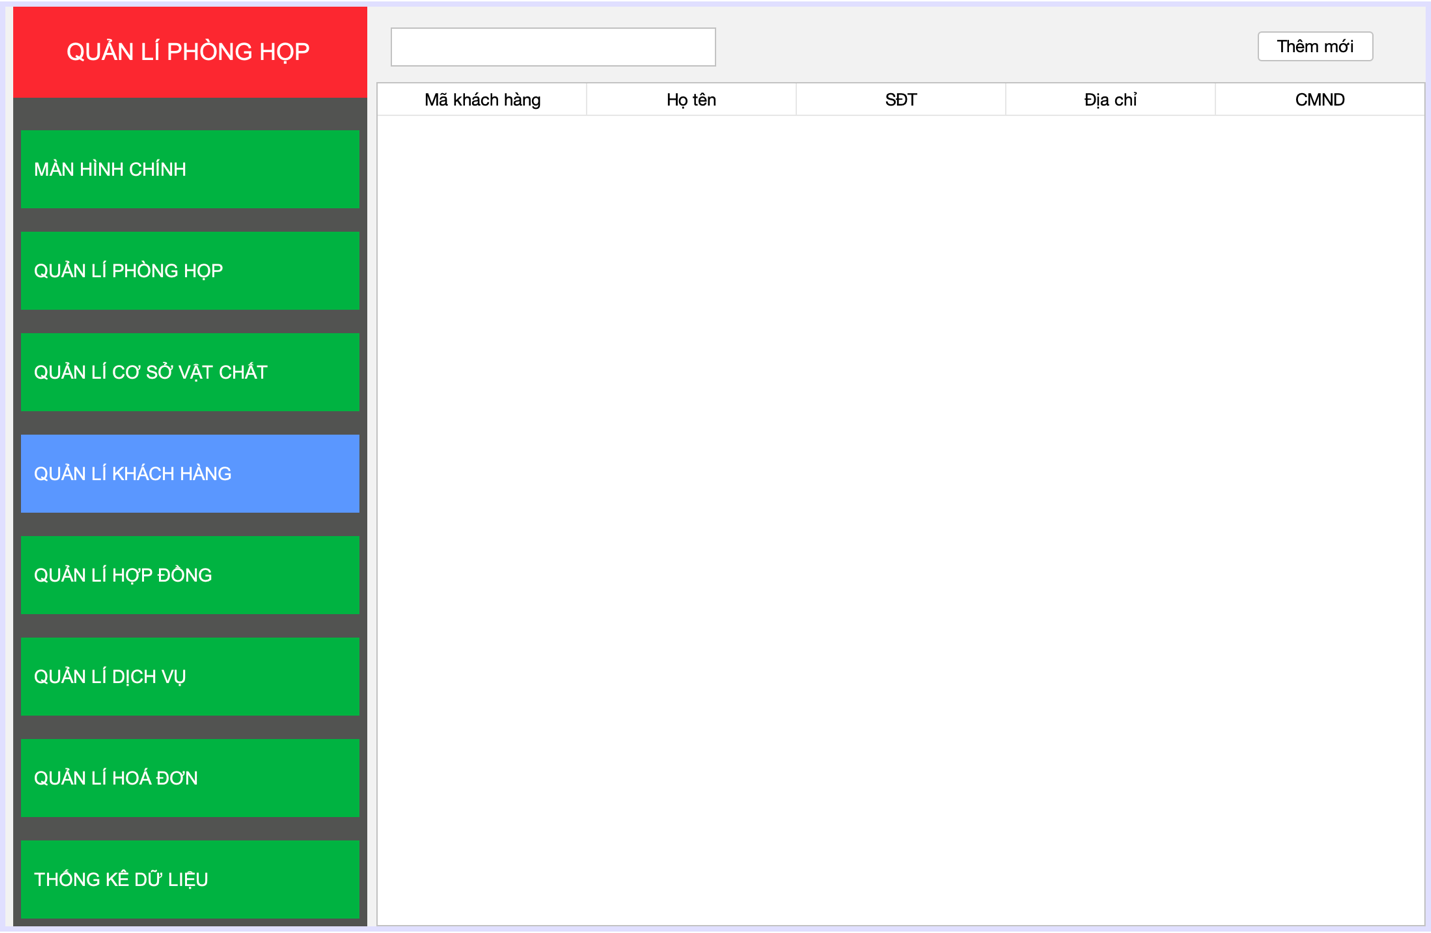 QUẢN LÍ PHÒNG HỌP
Thêm mới
Mã khách hàng
Họ tên
SĐT
Địa chỉ
CMND
MÀN HÌNH CHÍNH
QUẢN LÍ PHÒNG HỌP
QUẢN LÍ CƠ SỞ VẬT CHẤT
QUẢN LÍ KHÁCH HÀNG
QUẢN LÍ HỢP ĐỒNG
QUẢN LÍ DỊCH VỤ
QUẢN LÍ HOÁ ĐƠN
THỐNG KÊ DỮ LIỆU